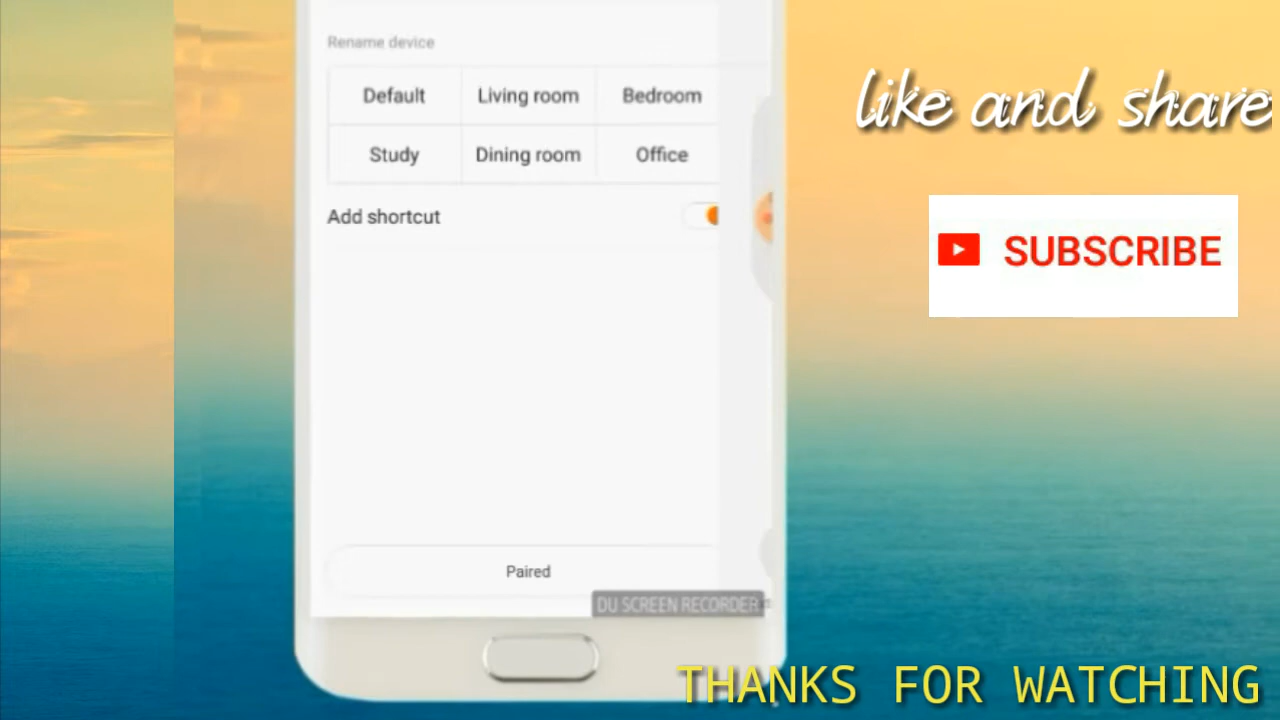 Rename device
Default Living room Bedroom
Study Dining room Office
Add shortcut
Paired
DU SCREEN RECORDER
like and share
SUBSCRIBE
THANKS FOR WATCHING